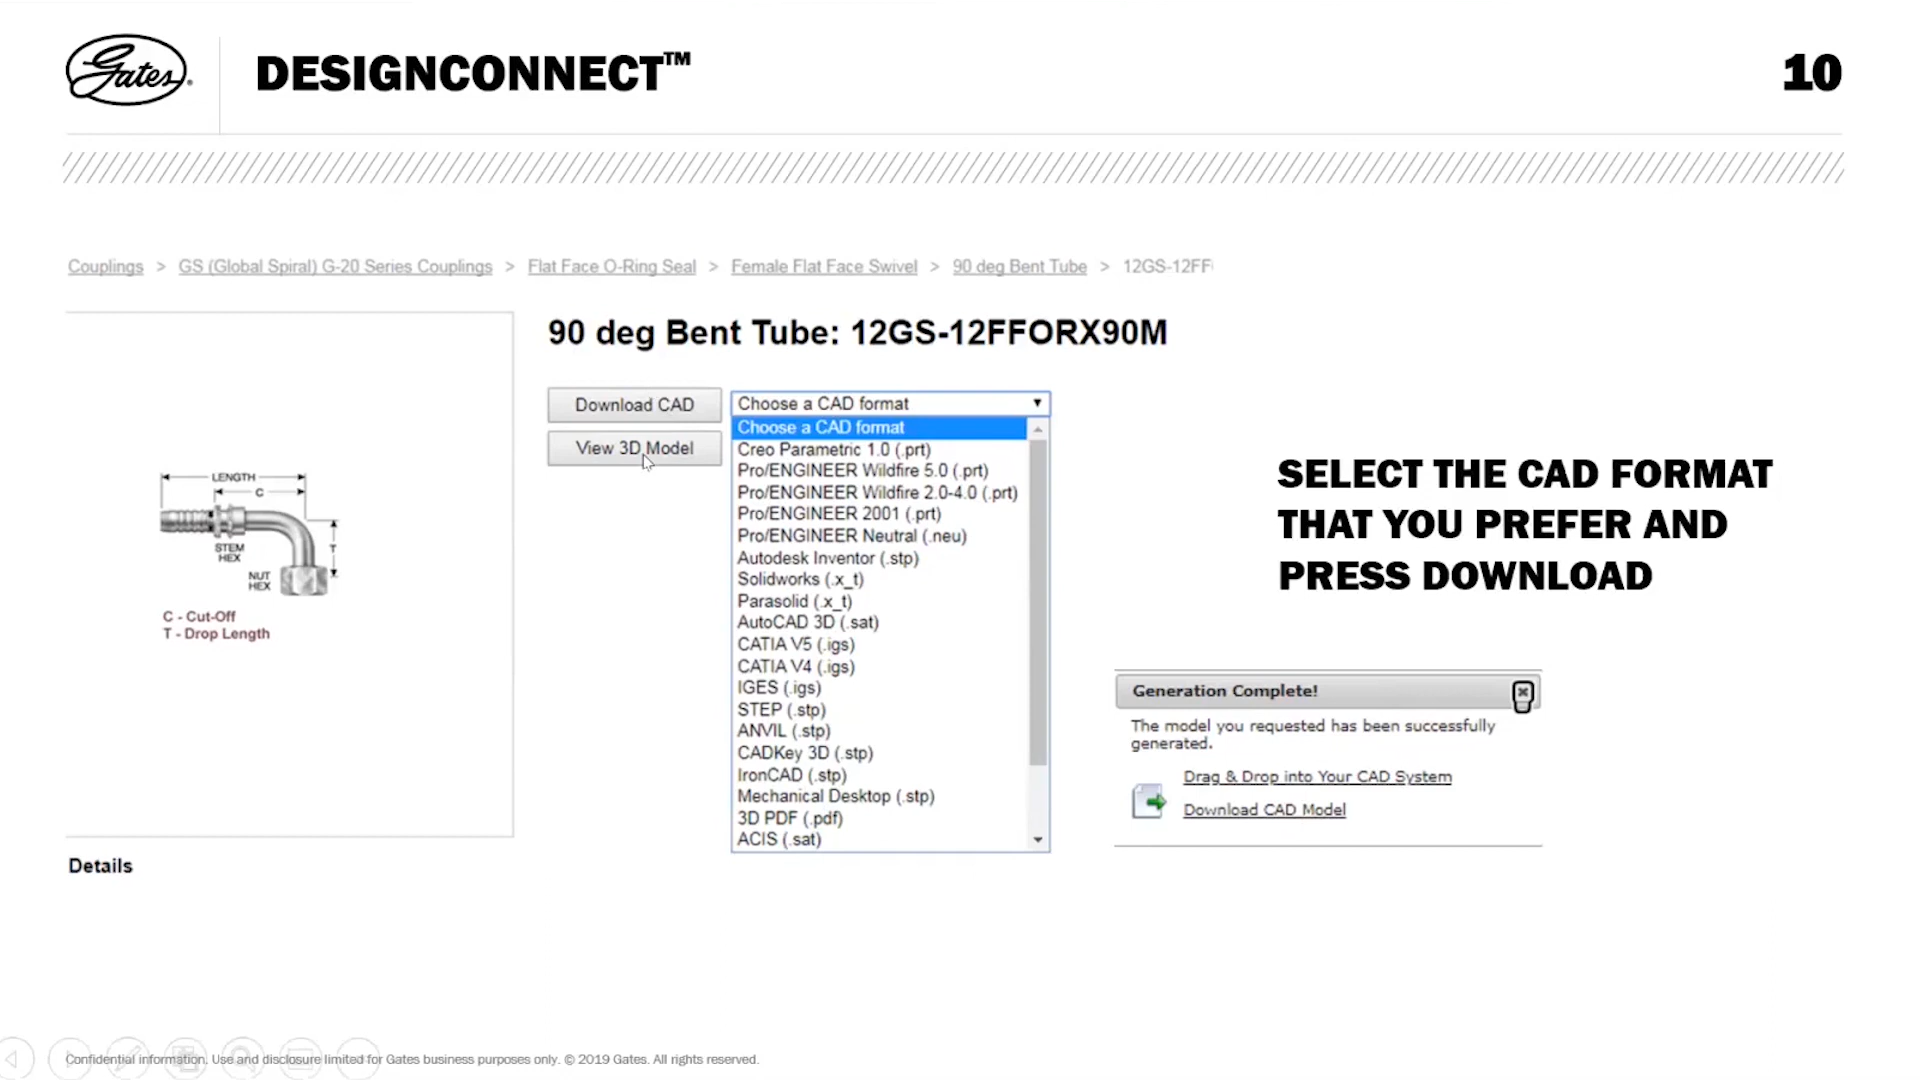 Gates
DESIGNCONNECT™
10
Couplings > GS (Global Spiral) G-20 Series Couplings > Flat Face O-Ring Seal > Female Flat Face Swivel > 90 deg Bent Tube > 12GS-12FF
90 deg Bent Tube: 12GS-12FFORX90M
Download CAD
View 3D Model
Choose a CAD format
Choose a CAD format
Creo Parametric 1.0 (.prt)
Pro/ENGINEER Wildfire 5.0 (.prt)
Pro/ENGINEER Wildfire 2.0-4.0 (.prt)
Pro/ENGINEER 2001 (.prt)
Pro/ENGINEER Neutral (.neu)
Autodesk Inventor (.stp)
Solidworks (.x_t)
Parasolid (.x_t)
AutoCAD 3D (.sat)
CATIA V5 (.igs)
CATIA V4 (.igs)
IGES (.igs)
STEP (.stp)
ANVIL (.stp)
CADKey 3D (.stp)
IronCAD (.stp)
Mechanical Desktop (.stp)
3D PDF (.pdf)
ACIS (.sat)
LENGTH
C
T
STEM
HEX
NUT
HEX
C - Cut-Off
T - Drop Length
Details
SELECT THE CAD FORMAT
THAT YOU PREFER AND
PRESS DOWNLOAD
Generation Complete!
The model you requested has been successfully
generated.
Drag & Drop into Your CAD System
Download CAD Model
Confidential information. Use and disclosure limited for Gates business purposes only. © 2019 Gates. All rights reserved.